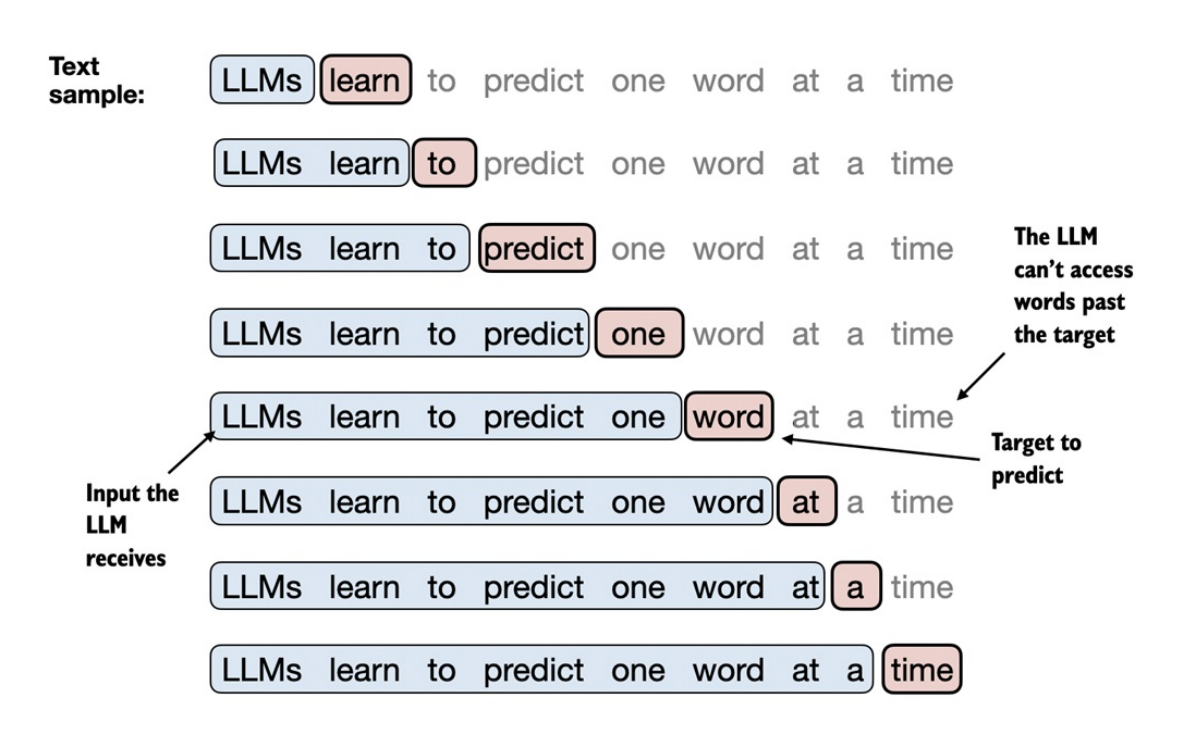 Text
sample:
LLMs learn to predict one word at a time
LLMs learn to predict one word at a time
LLMs learn to predict one word at a time
LLMs learn to predict one word at a time
LLMs learn to predict one word at a time
LLMs learn to predict one word at a time
LLMs learn to predict one word at a time
LLMs learn to predict one word at a time
The LLM
can't access
words past
the target
Target to
predict
Input the
LLM
receives